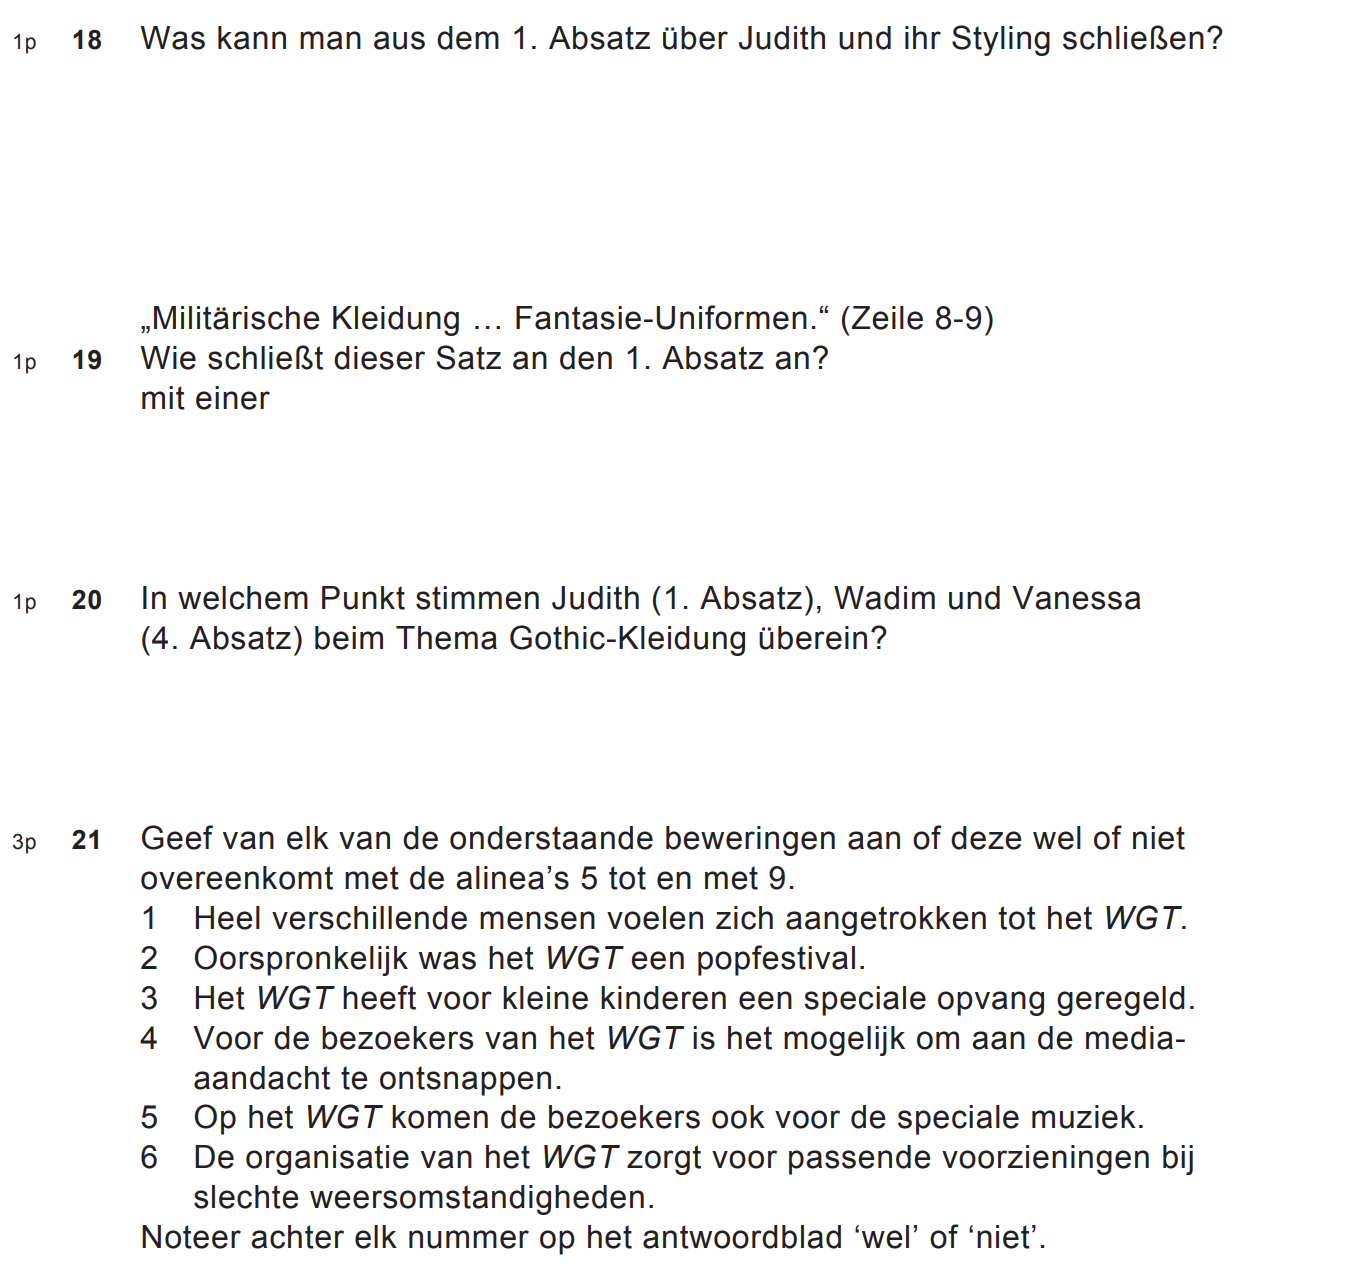 1p 18 Was kann man aus dem 1. Absatz über Judith und ihr Styling schließen?
„Militärische Kleidung … Fantasie-Uniformen.“ (Zeile 8-9)
1p 19 Wie schließt dieser Satz an den 1. Absatz an?
mit einer
1p 20 In welchem Punkt stimmen Judith (1. Absatz), Wadim und Vanessa
(4. Absatz) beim Thema Gothic-Kleidung überein?
3p 21 Geef van elk van de onderstaande beweringen aan of deze wel of niet
overeenkomt met de alinea’s 5 tot en met 9.
1 Heel verschillende mensen voelen zich aangetrokken tot het WGT.
2 Oorspronkelijk was het WGT een popfestival.
3 Het WGT heeft voor kleine kinderen een speciale opvang geregeld.
4 Voor de bezoekers van het WGT is het mogelijk om aan de media-
aandacht te ontsnappen.
5 Op het WGT komen de bezoekers ook voor de speciale muziek.
6 De organisatie van het WGT zorgt voor passende voorzieningen bij
slechte weersomstandigheden.
Noteer achter elk nummer op het antwoordblad ‘wel’ of ‘niet’.